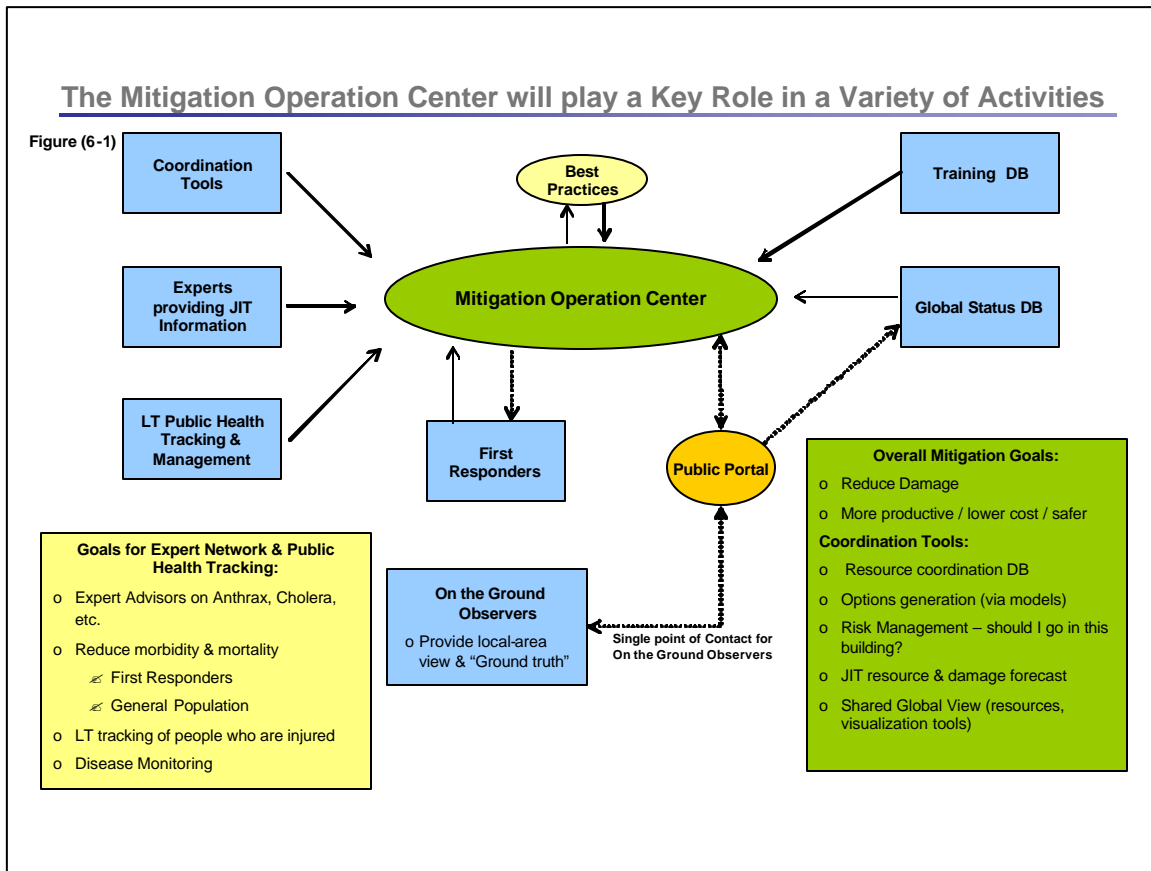 The Mitigation Operation Center will play a Key Role in a Variety of Activities
Figure (6-1)
Coordination
Tools
Best
Practices
Training DB
Experts
providing JIT
Information
Mitigation Operation Center
Global Status DB
LT Public Health
Tracking &
Management
First
Responders
Public Portal
Overall Mitigation Goals:
o Reduce Damage
o More productive / lower cost / safer
Coordination Tools:
o Resource coordination DB
o Options generation (via models)
o Risk Management – should I go in this
building?
o JIT resource & damage forecast
o Shared Global View (resources,
visualization tools)
Goals for Expert Network & Public
Health Tracking:
o Expert Advisors on Anthrax, Cholera,
etc.
o Reduce morbidity & mortality
✍ First Responders
✍ General Population
o LT tracking of people who are injured
o Disease Monitoring
On the Ground
Observers
o Provide local-area
view & “Ground truth”
Single point of Contact for
On the Ground Observers